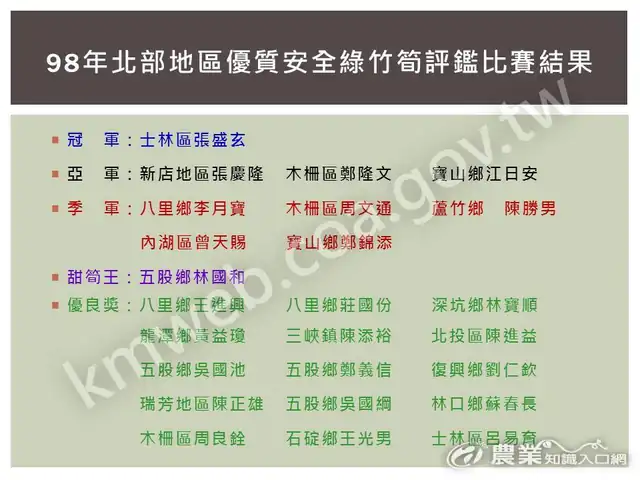 98年北部地區優質安全綠竹筍評鑑比賽結果
冠　軍：士林區張盛玄
亞　軍：新店地區張慶隆　木柵區鄭隆文　寶山鄉江日安
季　軍：八里鄉李月寶　木柵區周文通　蘆竹鄉　陳勝男
內湖區曾天賜　寶山鄉鄭錦添
甜筍王：五股鄉林國和
優良獎：八里鄉王進興　八里鄉莊國份　深坑鄉林寶順
龍潭鄉黃益瓊　三峽鎮陳添裕　北投區陳進益
五股鄉吳國池　五股鄉鄭義信　復興鄉劉仁欽
瑞芳地區陳正雄　五股鄉吳國綱　林口鄉蘇春長
木柵區周良銓　石碇鄉王光男　士林區呂易育
kmweb.coa.gov.tw
農業知識入口網